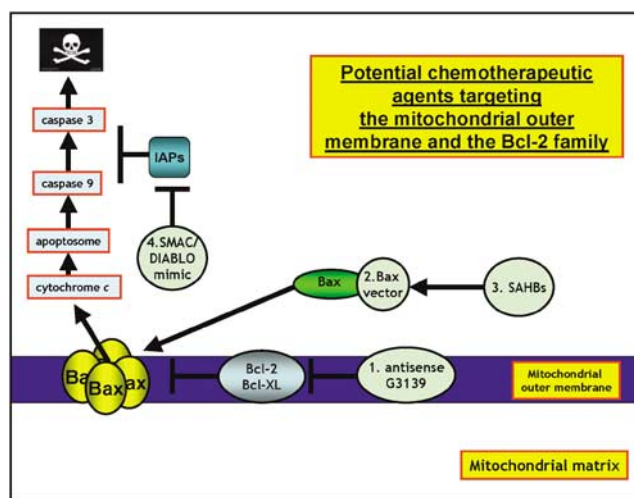 Potential chemotherapeutic
agents targeting
the mitochondrial outer
membrane and the Bcl-2 family
caspase 3
IAPs
caspase 9
4.SMAC/
DIABLO
mimic
apoptosome
cytochrome c
Bax
2.Bax
vector
3. SAHBs
Ba
ax
Bax
Bcl-2
Bcl-XL
1. antisense
G3139
Mitochondrial
outer membrane
Mitochondrial matrix